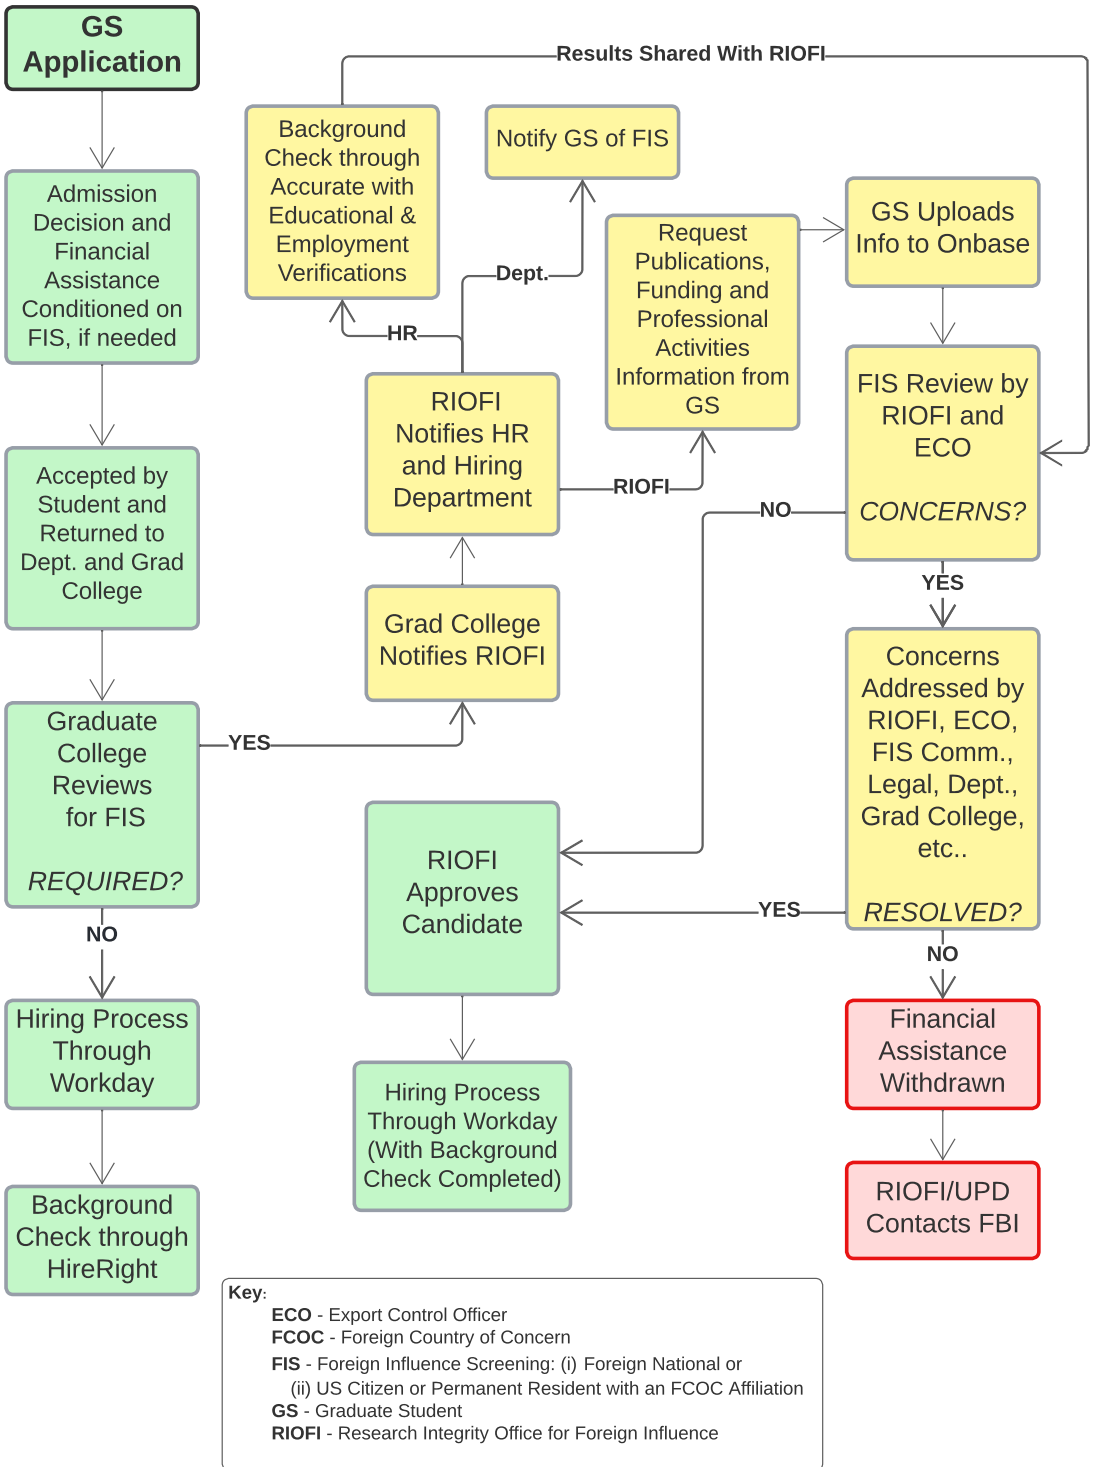 GS
Application
Admission
Decision and
Financial
Assistance
Conditioned on
FIS, if needed
Accepted by
Student and
Returned to
Dept. and Grad
College
Graduate
College
Reviews
for FIS
REQUIRED?
YES
NO
Hiring Process
Through
Workday
Background
Check through
HireRight
Grad College
Notifies RIOFI
RIOFI
Notifies HR
and Hiring
Department
HR
Dept.
RIOFI
Background
Check through
Accurate with
Educational &
Employment
Verifications
Results Shared With RIOFI
Notify GS of FIS
Request
Publications,
Funding and
Professional
Activities
Information from
GS
GS Uploads
Info to Onbase
FIS Review by
RIOFI and
ECO
CONCERNS?
NO
YES
Concerns
Addressed by
RIOFI, ECO,
FIS Comm.,
Legal, Dept.,
Grad College,
etc..
RESOLVED?
YES
NO
RIOFI
Approves
Candidate
Hiring Process
Through Workday
(With Background
Check Completed)
Financial
Assistance
Withdrawn
RIOFI/UPD
Contacts FBI
Key:
ECO - Export Control Officer
FCOC - Foreign Country of Concern
FIS - Foreign Influence Screening: (i) Foreign National or
(ii) US Citizen or Permanent Resident with an FCOC Affiliation
GS - Graduate Student
RIOFI - Research Integrity Office for Foreign Influence